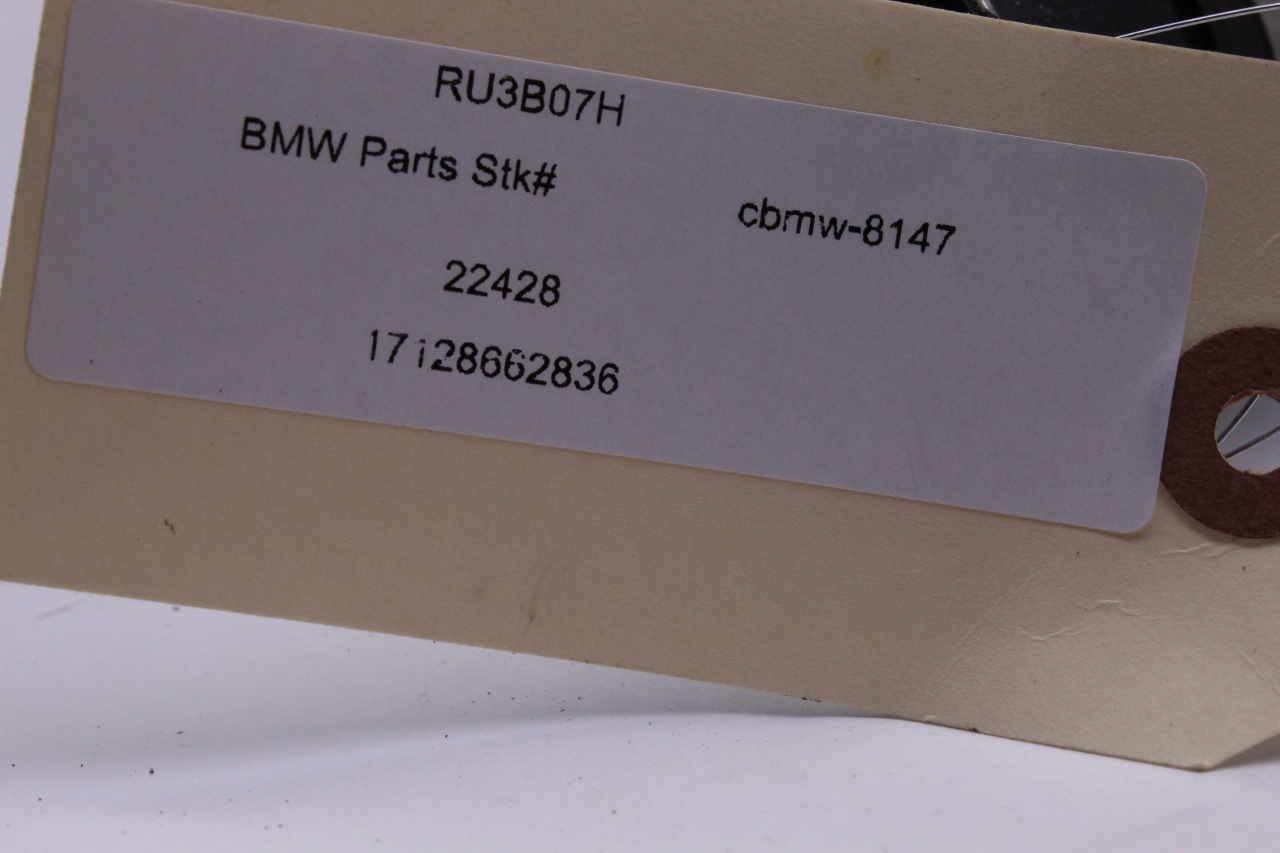 RU3B07H
BMW Parts Stk#
cbmw-8147
22428
17128662836